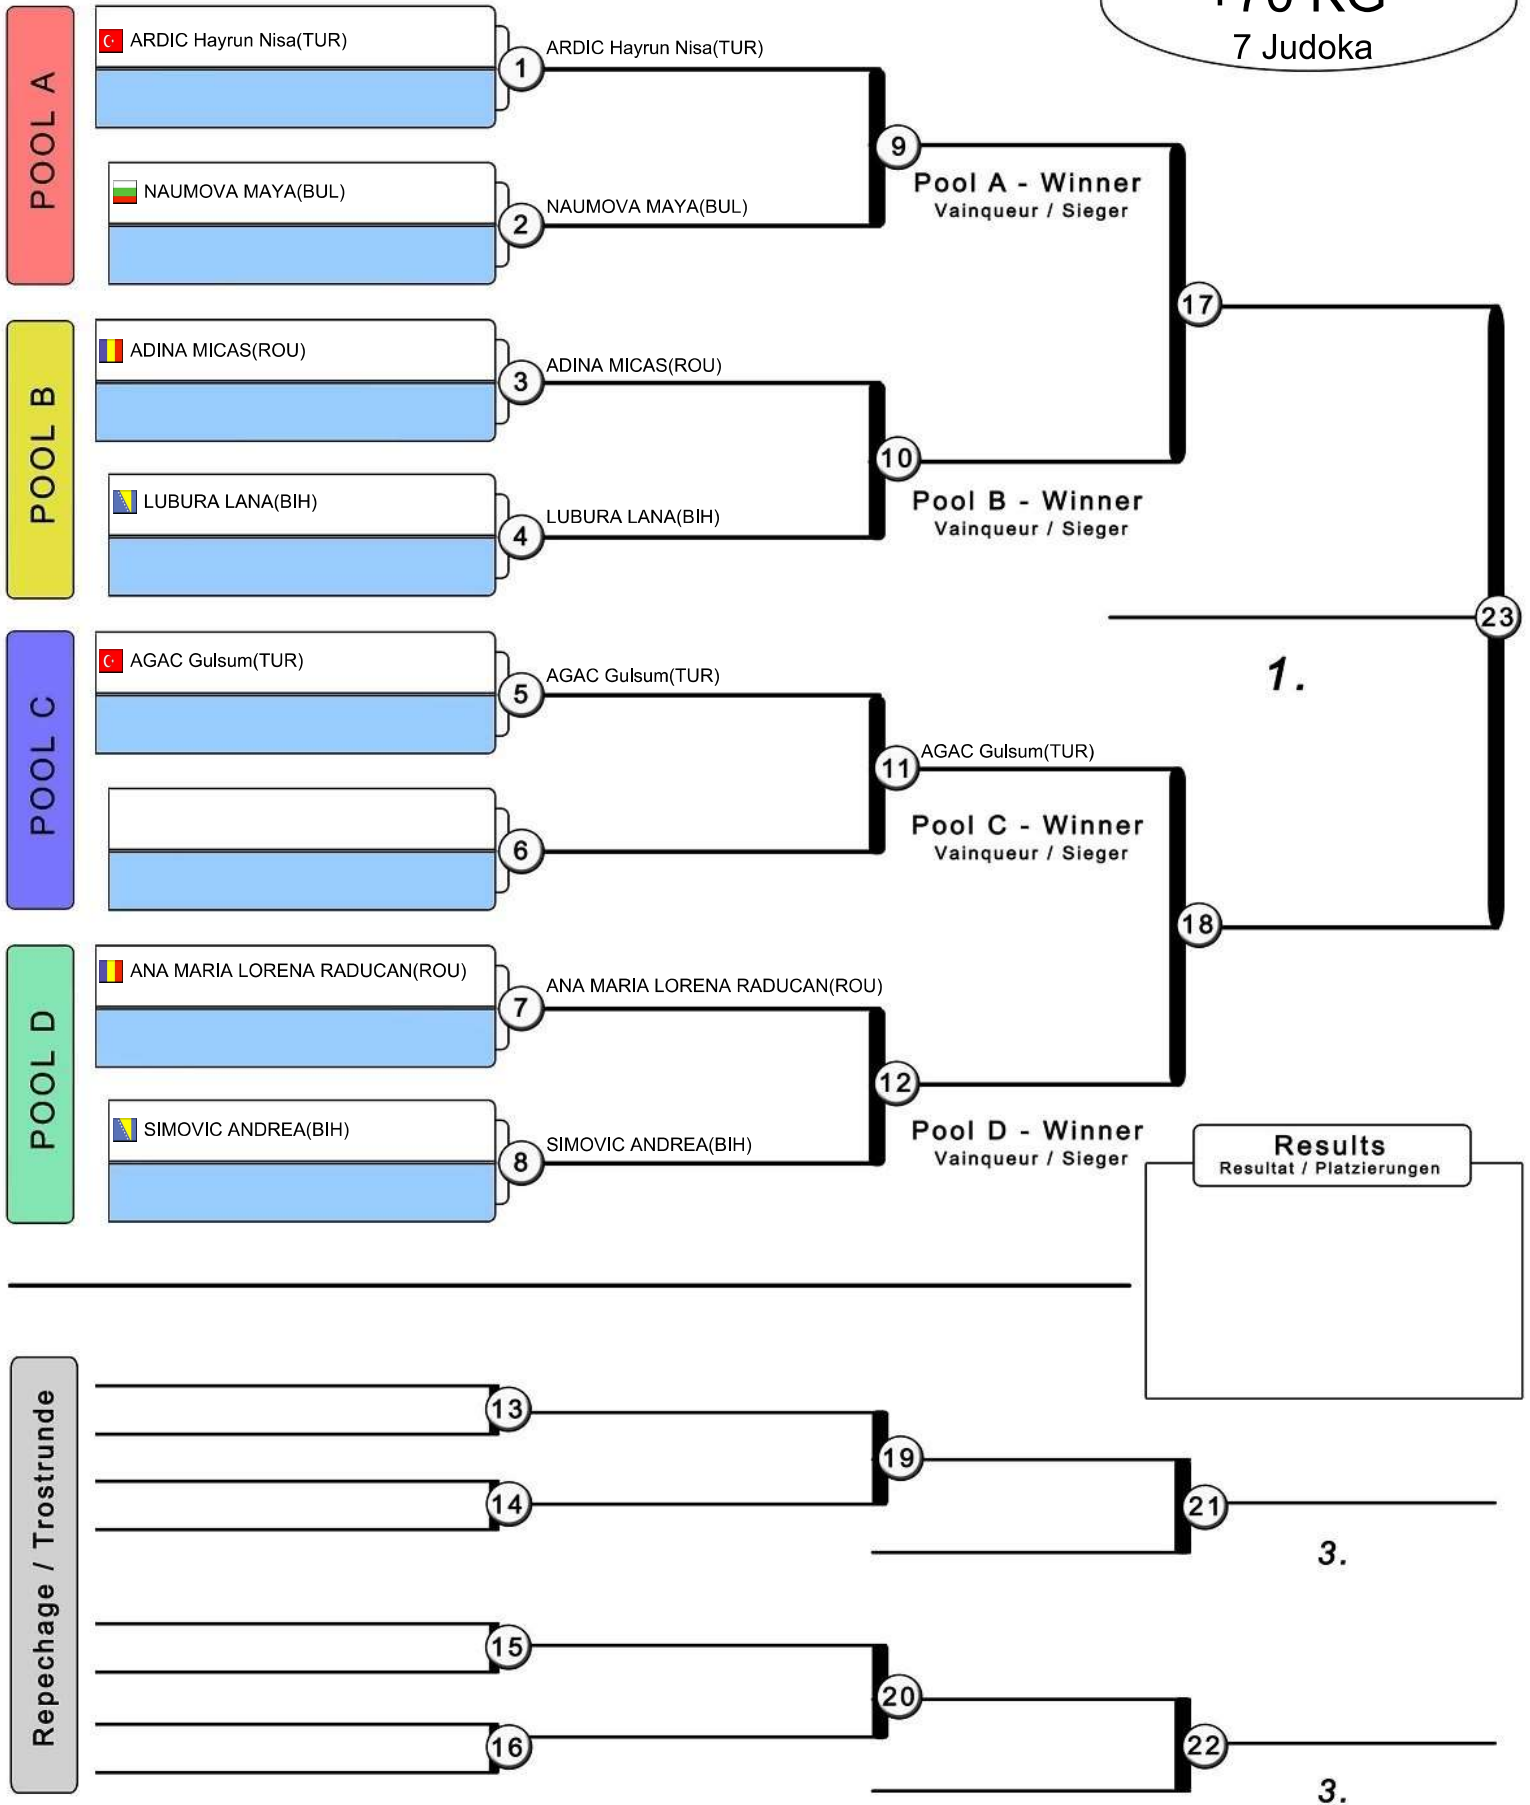 +70 KG
7 Judoka
POOL A
ARDIC Hayrun Nisa(TUR)
1
ARDIC Hayrun Nisa(TUR)
NAUMOVA MAYA(BUL)
2
NAUMOVA MAYA(BUL)
9
Pool A - Winner
Vainqueur / Sieger
POOL B
ADINA MICAS(ROU)
3
ADINA MICAS(ROU)
LUBURA LANA(BIH)
4
LUBURA LANA(BIH)
10
Pool B - Winner
Vainqueur / Sieger
17
23
1.
POOL C
AGAC Gulsum(TUR)
5
AGAC Gulsum(TUR)
6
11
AGAC Gulsum(TUR)
Pool C - Winner
Vainqueur / Sieger
18
POOL D
ANA MARIA LORENA RADUCAN(ROU)
7
ANA MARIA LORENA RADUCAN(ROU)
SIMOVIC ANDREA(BIH)
8
SIMOVIC ANDREA(BIH)
12
Pool D - Winner
Vainqueur / Sieger
Results
Resultat / Platzierungen
Repechage / Trostrunde
13
14
19
21
3.
15
16
20
22
3.